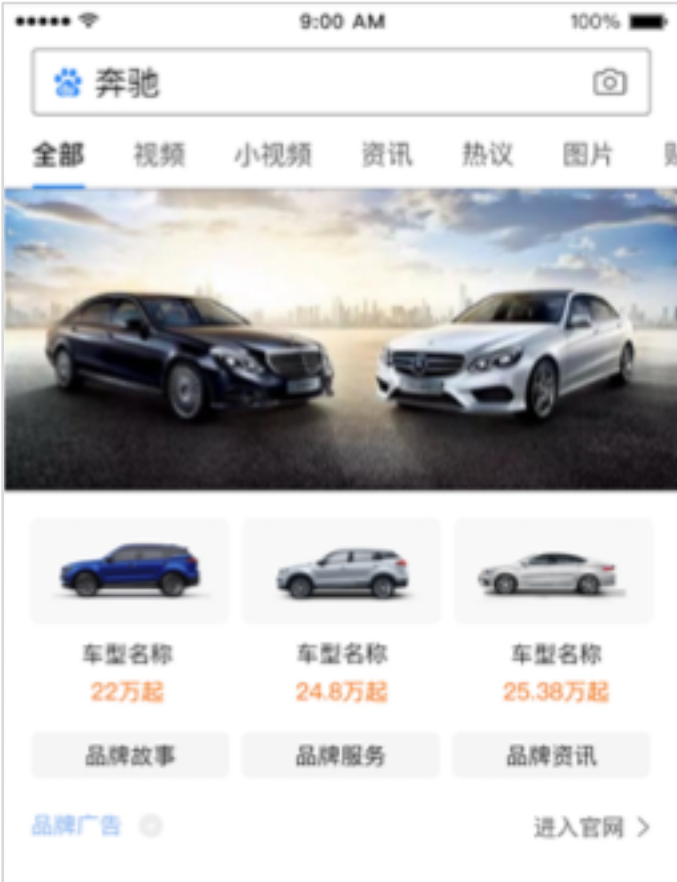 9:00 AM 100%
奔驰
全部 视频 小视频 资讯 热议 图片
车型名称 车型名称 车型名称
22万起 24.8万起 25.38万起
品牌故事 品牌服务 品牌资讯
品牌广告 进入官网 >